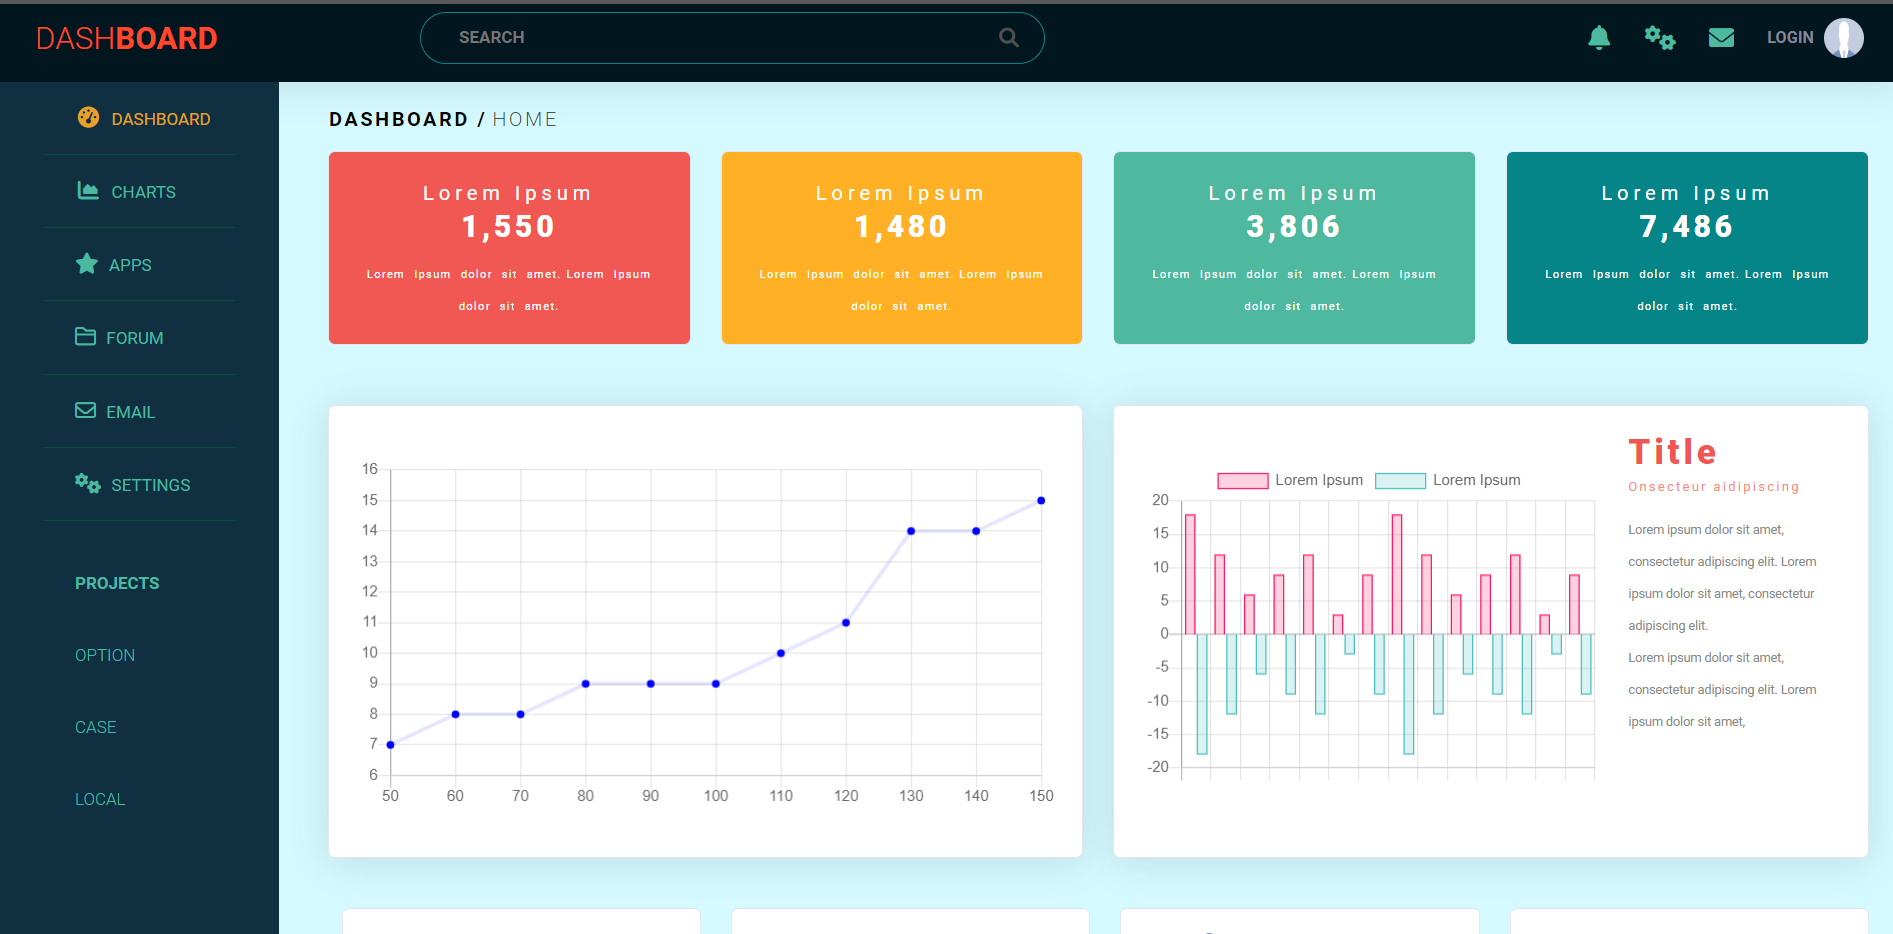 DASHBOARD
SEARCH
LOGIN
DASHBOARD
CHARTS
APPS
FORUM
EMAIL
SETTINGS
PROJECTS
OPTION
CASE
LOCAL
DASHBOARD / HOME
Lorem Ipsum
1,550
Lorem Ipsum dolor sit amet. Lorem Ipsum
dolor sit amet.
Lorem Ipsum
1,480
Lorem Ipsum dolor sit amet. Lorem Ipsum
dolor sit amet.
Lorem Ipsum
3,806
Lorem Ipsum dolor sit amet. Lorem Ipsum
dolor sit amet.
Lorem Ipsum
7,486
Lorem Ipsum dolor sit amet. Lorem Ipsum
dolor sit amet.
16
15
14
13
12
11
10
9
8
7
6
50 60 70 80 90 100 110 120 130 140 150
Lorem Ipsum Lorem Ipsum
20
15
10
5
0
-5
-10
-15
-20
Title
Onsecteur aidipiscing
Lorem ipsum dolor sit amet,
consectetur adipiscing elit. Lorem
ipsum dolor sit amet, consectetur
adipiscing elit.
Lorem ipsum dolor sit amet,
consectetur adipiscing elit. Lorem
ipsum dolor sit amet,